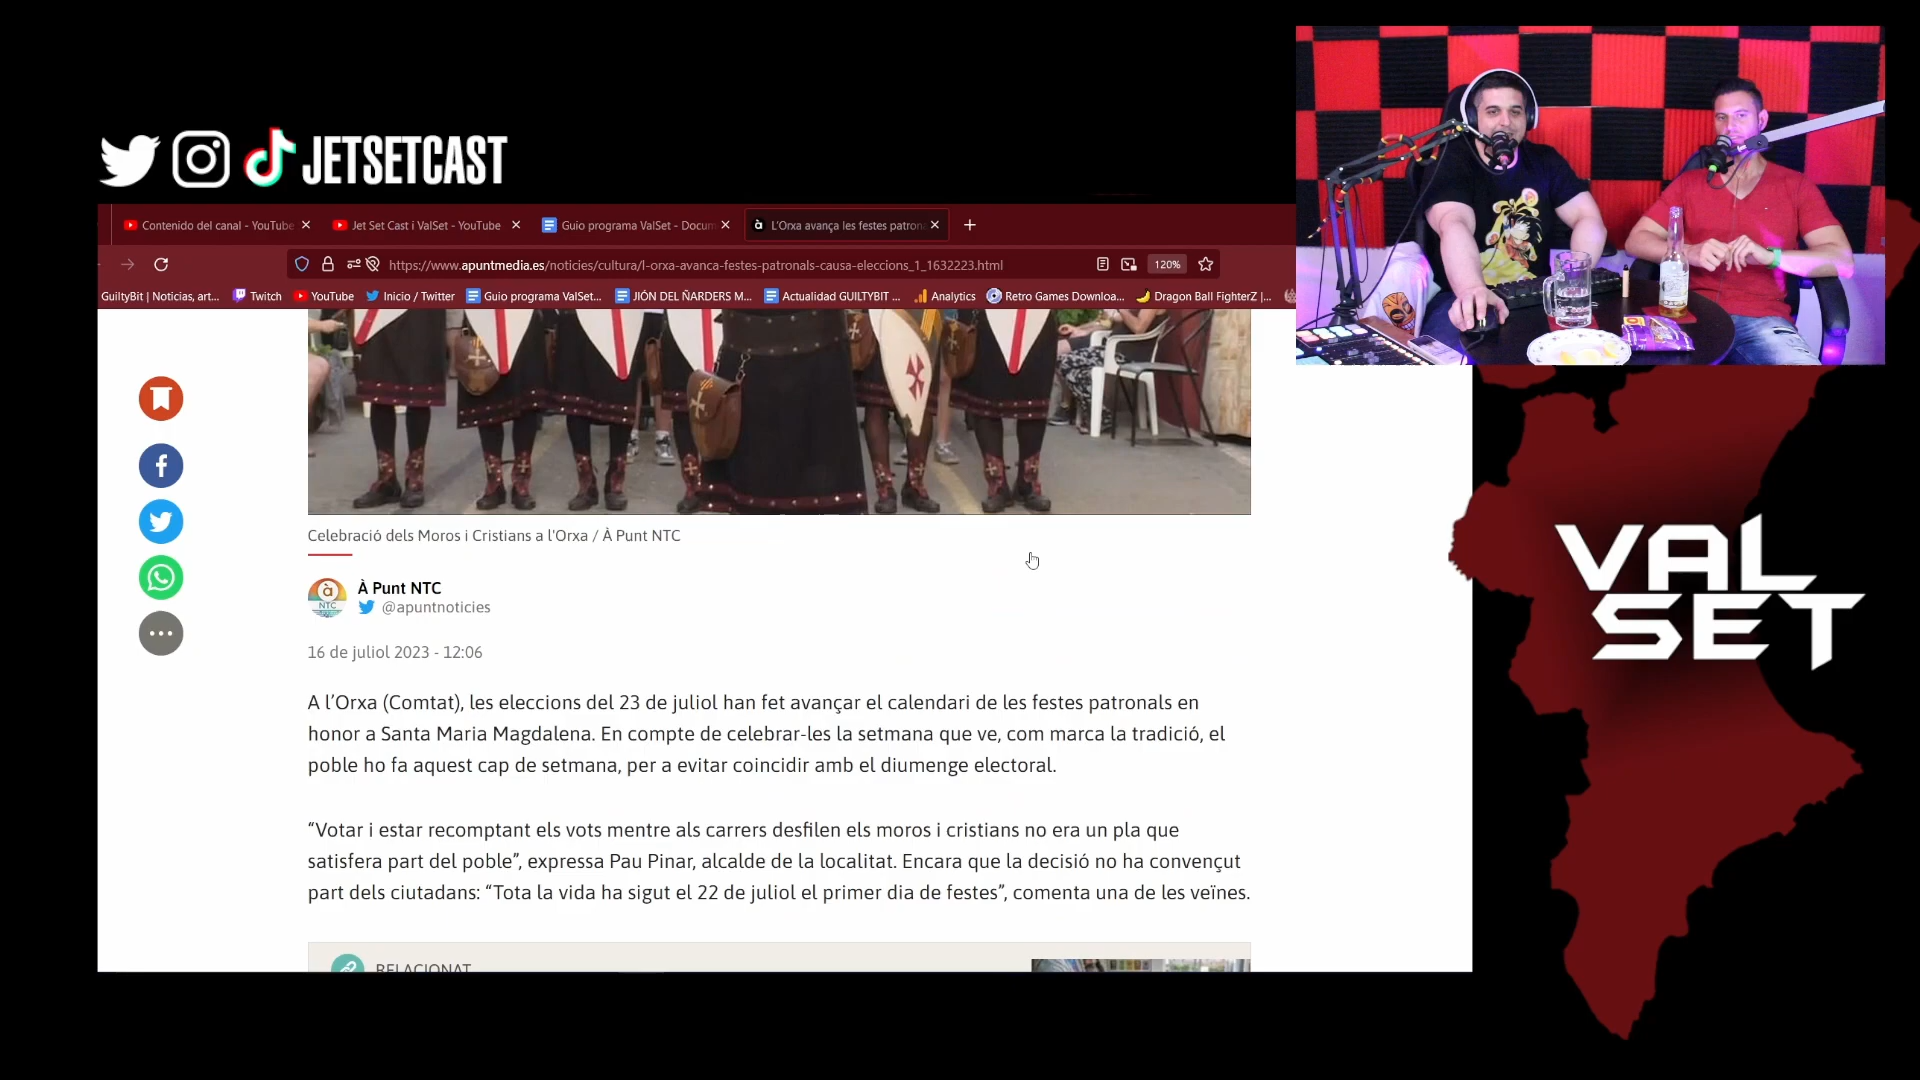 JETSETCAST
Contenido del canal - YouTube
Jet Set Cast i ValSet - YouTube
Guio programa ValSet - Docum
L'Orxa avança les festes patron
https://www.apuntmedia.es/noticies/cultura/l-orxa-avanca-festes-patronals-causa-eleccions_1_1632223.html
120%
GuiltyBit | Noticias, art...
Twitch
YouTube
Inicio / Twitter
Guio programa ValSet...
JIÓN DEL ÑARDERS M...
Actualidad GUILTYBIT ...
Analytics
Retro Games Downloa...
Dragon Ball FighterZ |...
Celebració dels Moros i Cristians a l'Orxa / À Punt NTC
à
NTC
À Punt NTC
@apuntnoticies
16 de juliol 2023 - 12:06
A l’Orxa (Comtat), les eleccions del 23 de juliol han fet avançar el calendari de les festes patronals en
honor a Santa Maria Magdalena. En compte de celebrar-les la setmana que ve, com marca la tradició, el
poble ho fa aquest cap de setmana, per a evitar coincidir amb el diumenge electoral.
“Votar i estar recomptant els vots mentre als carrers desfilen els moros i cristians no era un pla que
satisfera part del poble”, expressa Pau Pinar, alcalde de la localitat. Encara que la decisió no ha convençut
part dels ciutadans: “Tota la vida ha sigut el 22 de juliol el primer dia de festes”, comenta una de les veïnes.
RELACIONAT
VAL
SET